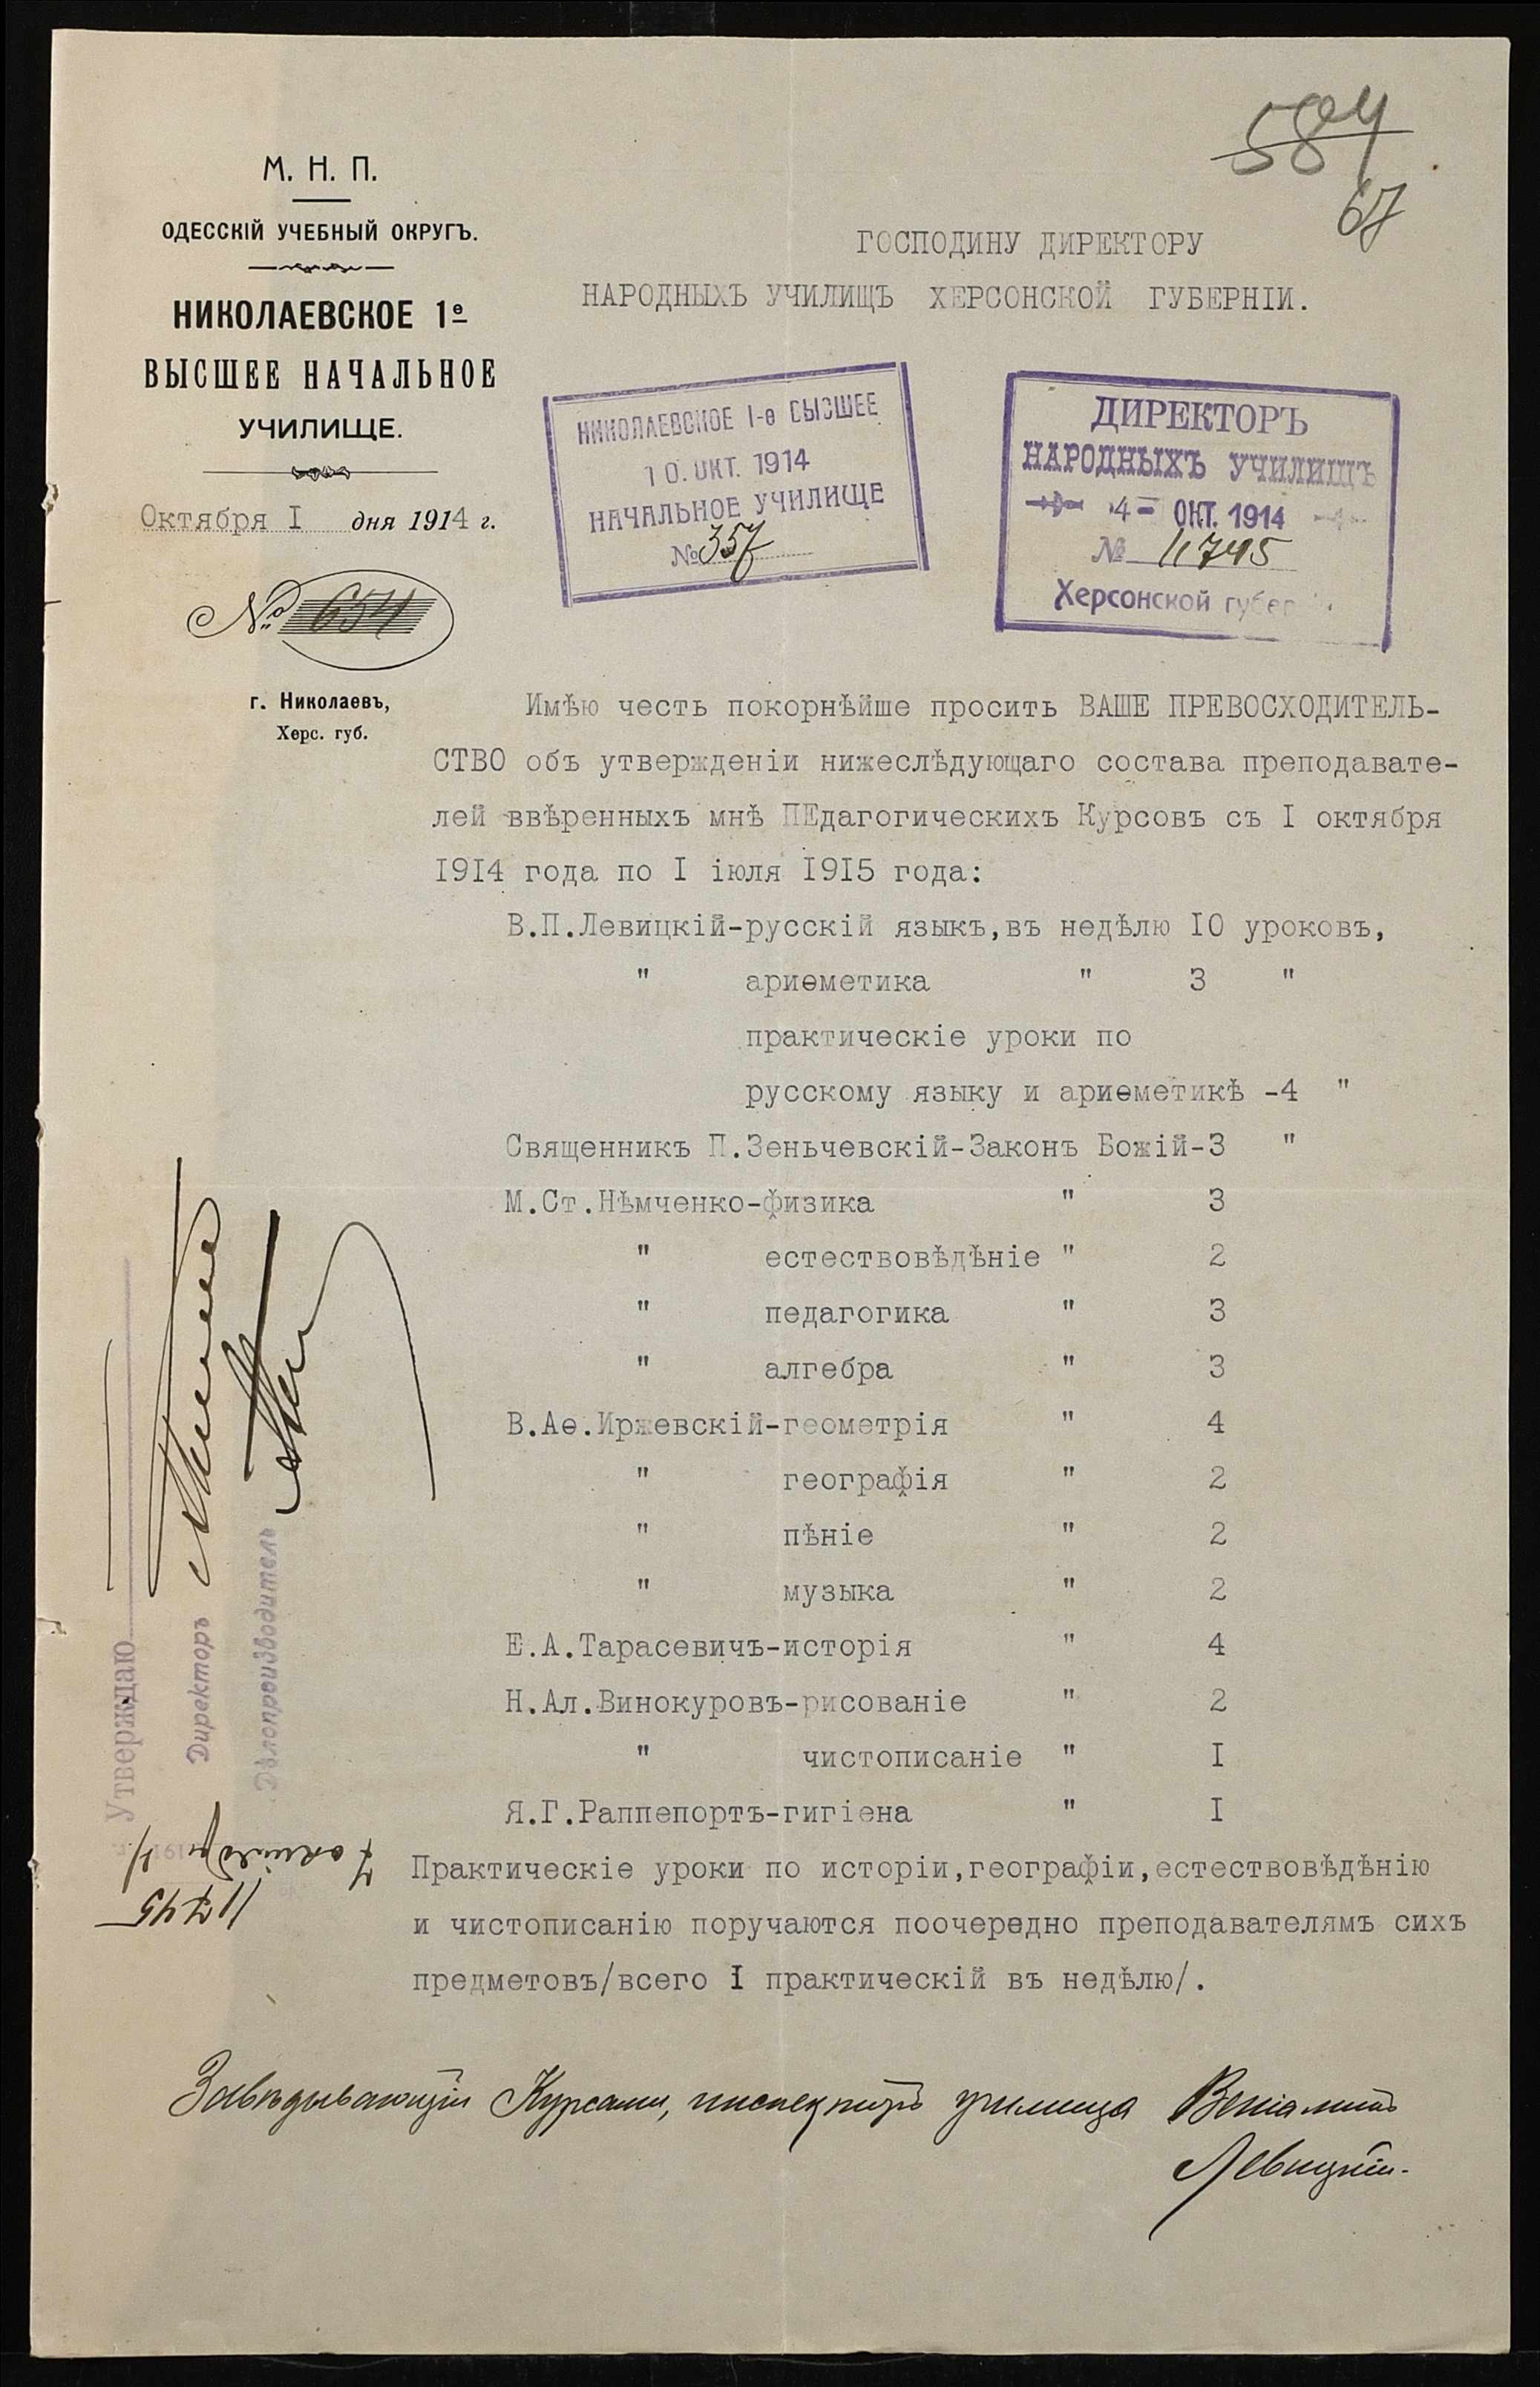 584
67
М. Н. П.
ОДЕССКІЙ УЧЕБНЫЙ ОКРУГЪ.
НИКОЛАЕВСКОЕ 1е
ВЫСШЕЕ НАЧАЛЬНОЕ
УЧИЛИЩЕ.
Октября I дня 1914 г.
№ 654
г. Николаевъ,
Херс. губ.
ГОСПОДИНУ ДИРЕКТОРУ
НАРОДНЫХЪ УЧИЛИЩЪ ХЕРСОНСКОЙ ГУБЕРНІИ.
НИКОЛАЕВСКОЕ I-е ВЫСШЕЕ
10. ОКТ. 1914
НАЧАЛЬНОЕ УЧИЛИЩЕ
№ 357
ДИРЕКТОРЪ
НАРОДНЫХЪ УЧИЛИЩЪ
4- ОКТ. 1914
№ 11745
Херсонской губер
Имѣю честь покорнѣйше просить ВАШЕ ПРЕВОСХОДИТЕЛЬ-
СТВО объ утвержденіи нижеслѣдующаго состава преподавате-
лей ввѣренныхъ мнѣ ПЕдагогическихъ Курсовъ съ I октября
I9I4 года по I іюля I9I5 года:
В.П.Левицкій-русскій языкъ,въ недѣлю IO уроковъ,
" ариѳметика " 3 "
практическіе уроки по
русскому языку и ариѳметикѣ -4 "
Священникъ П.Зеньчевскій-Законъ Божій-3 "
М.Ст.Нѣмченко-физика " 3
" естествовѣдѣніе " 2
" педагогика " 3
" алгебра " 3
В.Аѳ.Иржевскій-геометрія " 4
" географія " 2
" пѣніе " 2
" музыка " 2
Е.А.Тарасевичъ-исторія " 4
Н.Ал.Винокуровъ-рисованіе " 2
" чистописаніе " I
Я.Г.Раппепортъ-гигіена " I
Практическіе уроки по исторіи,географіи,естествовѣдѣнію
и чистописанію поручаются поочередно преподавателямъ сихъ
предметовъ/всего I практическій въ недѣлю/.
Завѣдывающій Курсами, инспекторъ училища Веніаминъ
Левицкій.
Утверждаю
Директоръ
Дѣлопроизводитель
7 октября
11745